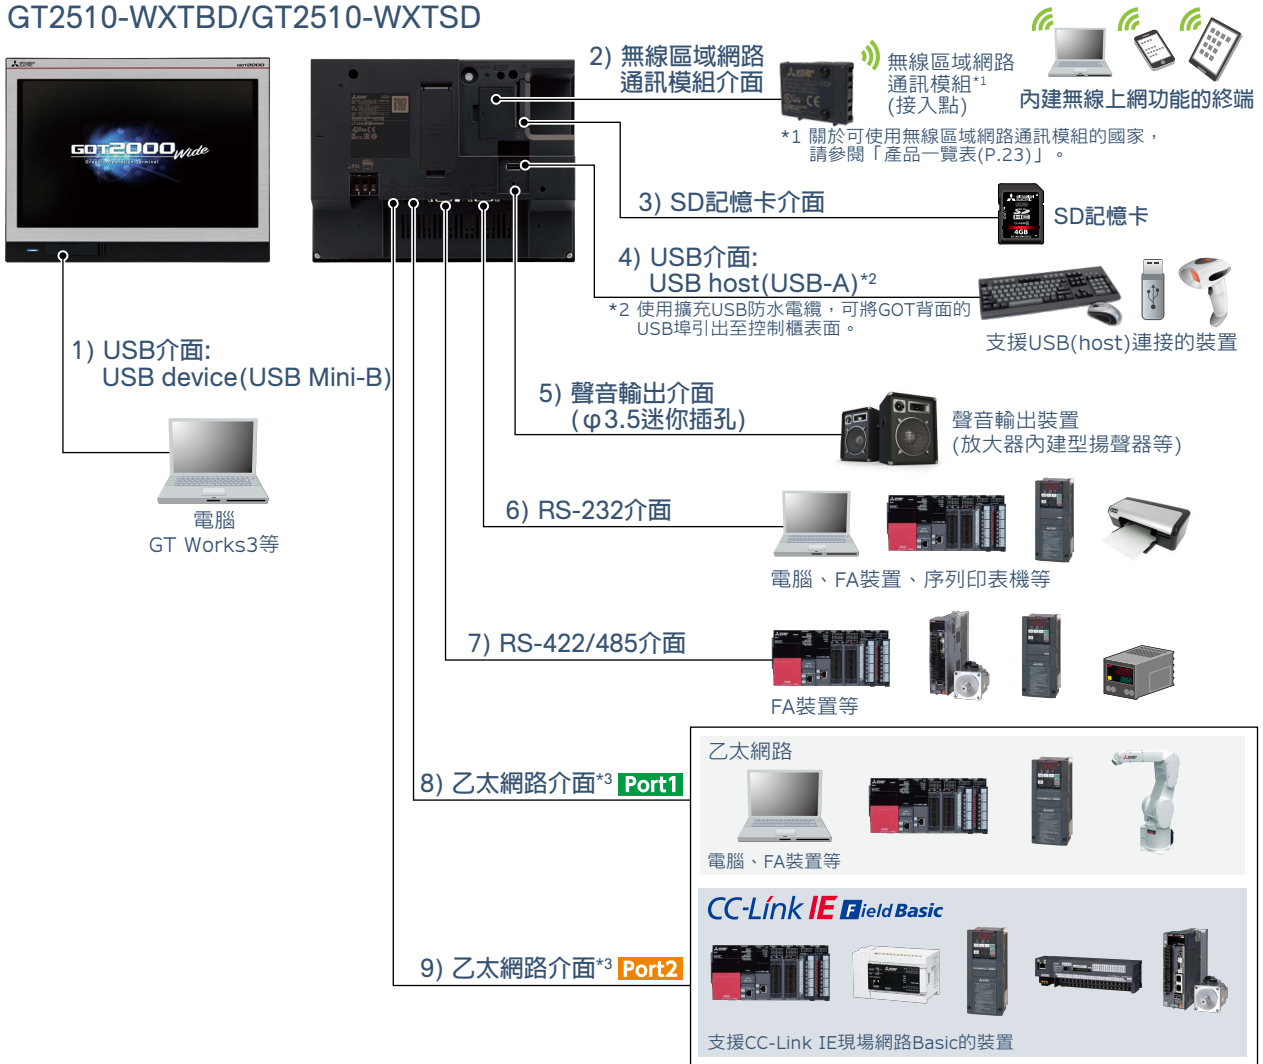 GT2510-WXTBD/GT2510-WXTSD
MITSUBISHI ELECTRIC
GOT2000
GOT2000 Wide
Graphic Operation Terminal
2) 無線區域網路
通訊模組介面
無線區域網路
通訊模組*1
(接入點)
內建無線上網功能的終端
*1 關於可使用無線區域網路通訊模組的國家，
請參閱「產品一覽表(P.23)」。
3) SD記憶卡介面
4GB
SD記憶卡
4) USB介面:
USB host(USB-A)*2
*2 使用擴充USB防水電纜，可將GOT背面的
USB埠引出至控制櫃表面。
支援USB(host)連接的裝置
1) USB介面:
USB device(USB Mini-B)
電腦
GT Works3等
5) 聲音輸出介面
(φ3.5迷你插孔)
聲音輸出裝置
(放大器內建型揚聲器等)
6) RS-232介面
電腦、FA裝置、序列印表機等
7) RS-422/485介面
FA裝置等
8) 乙太網路介面*3 Port1
乙太網路
電腦、FA裝置等
9) 乙太網路介面*3 Port2
CC-Link IE Field Basic
支援CC-Link IE現場網路Basic的裝置